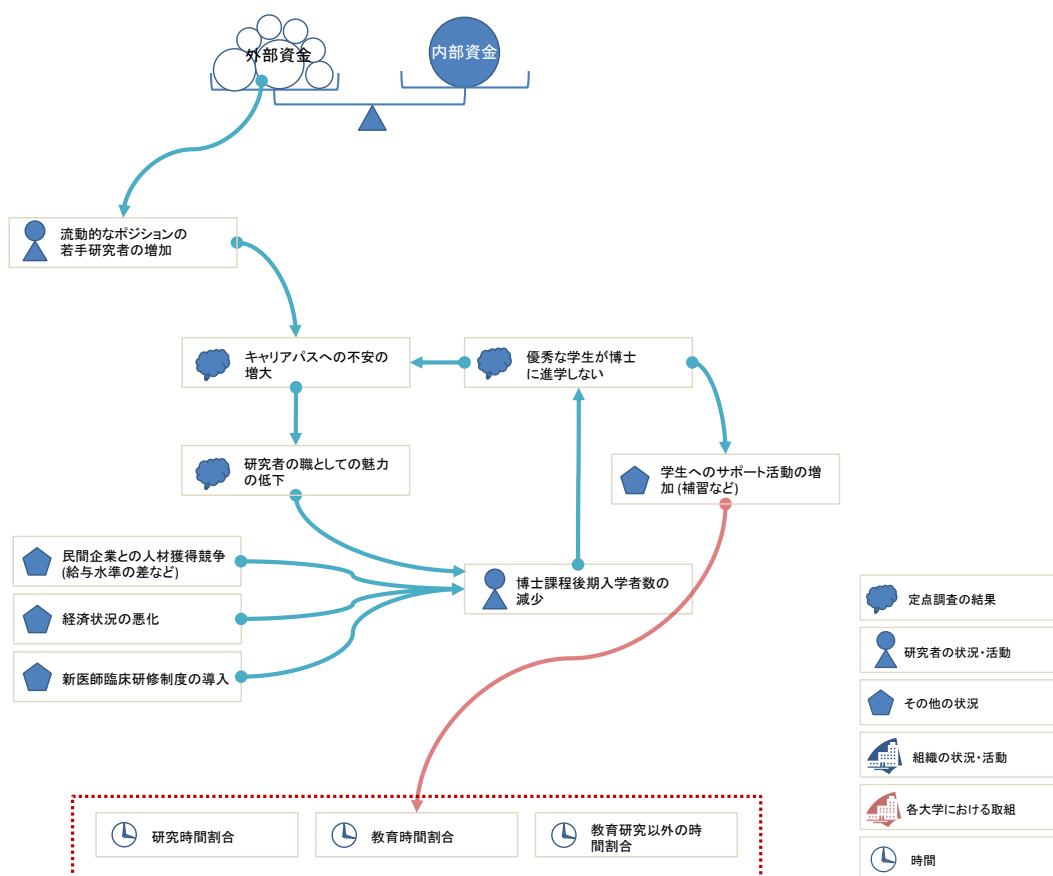 外部資金
内部資金
流動的なポジションの
若手研究者の増加
キャリアパスへの不安の
増大
優秀な学生が博士
に進学しない
研究者の職としての魅力
の低下
学生へのサポート活動の増
加 (補習など)
民間企業との人材獲得競争
(給与水準の差など)
経済状況の悪化
新医師臨床研修制度の導入
博士課程後期入学者数の
減少
定点調査の結果
研究者の状況・活動
その他の状況
組織の状況・活動
各大学における取組
時間
研究時間割合
教育時間割合
教育研究以外の時
間割合